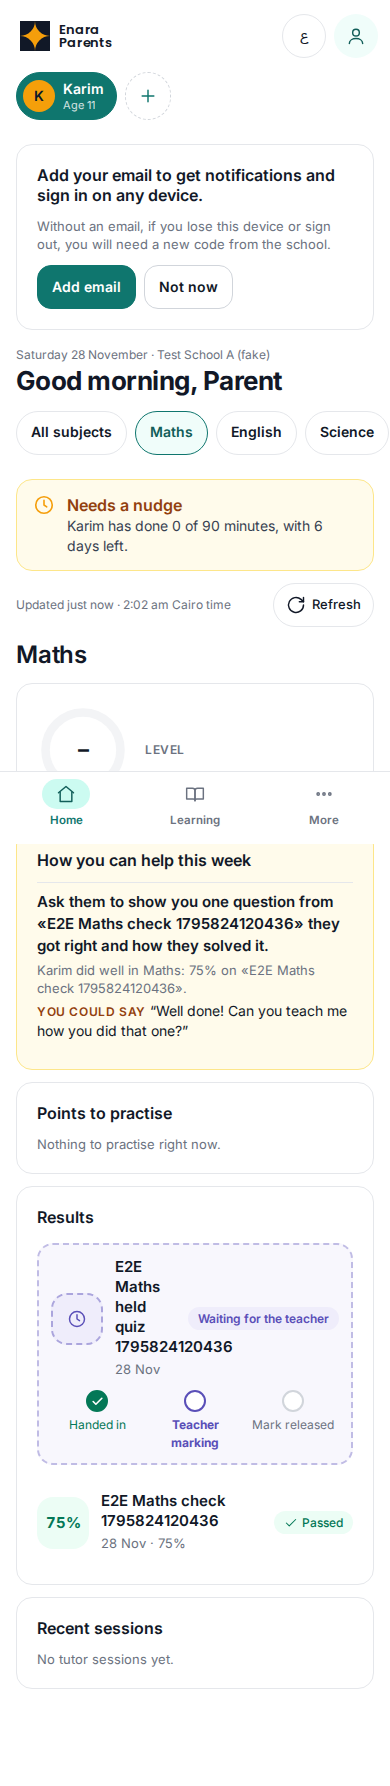 Enara
Parents
ع
K
Karim
Age 11
Add your email to get notifications and
sign in on any device.
Without an email, if you lose this device or sign
out, you will need a new code from the school.
Add email
Not now
Saturday 28 November · Test School A (fake)
Good morning, Parent
All subjects
Maths
English
Science
Needs a nudge
Karim has done 0 of 90 minutes, with 6
days left.
Updated just now · 2:02 am Cairo time
Refresh
Maths
–
LEVEL
Home
Learning
More
How you can help this week
Ask them to show you one question from
«E2E Maths check 1795824120436» they
got right and how they solved it.
Karim did well in Maths: 75% on «E2E Maths
check 1795824120436».
YOU COULD SAY “Well done! Can you teach me
how you did that one?”
Points to practise
Nothing to practise right now.
Results
E2E
Maths
held
quiz
1795824120436
28 Nov
Waiting for the teacher
Handed in
Teacher
marking
Mark released
75%
E2E Maths check
1795824120436
28 Nov · 75%
Passed
Recent sessions
No tutor sessions yet.